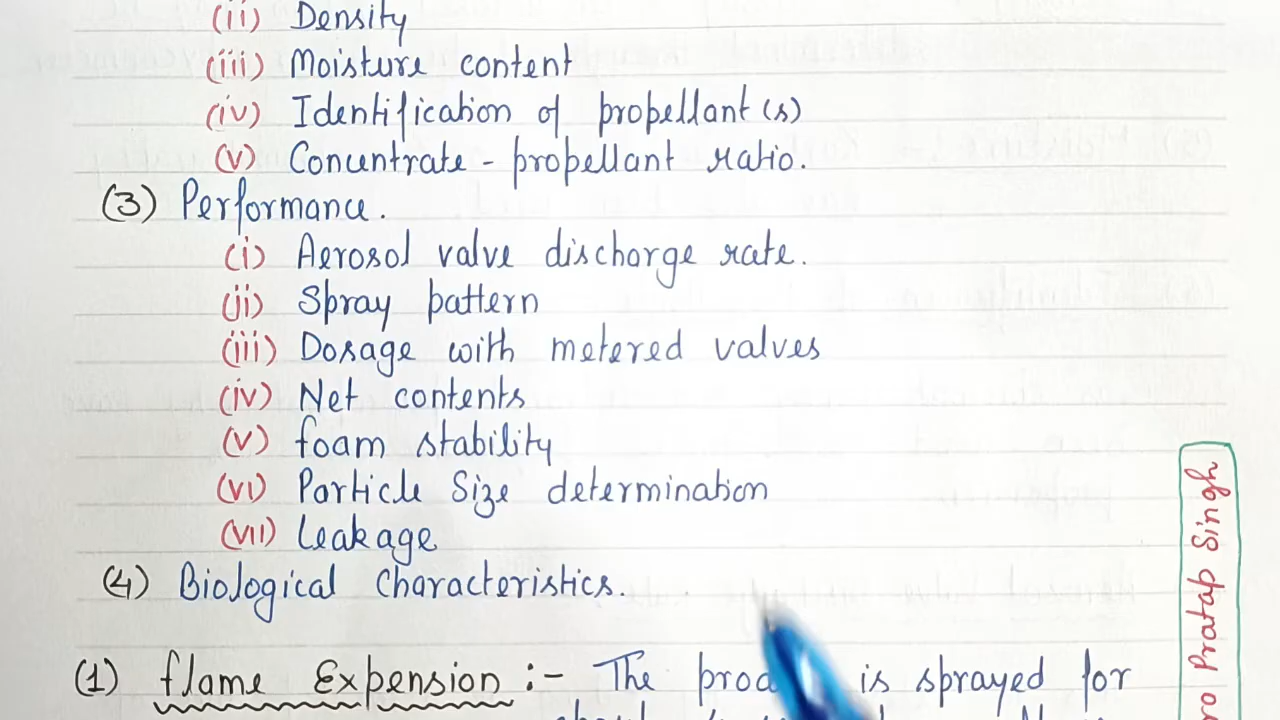 (ii) Density
(iii) Moisture content
(iv) Identification of propellant(s)
(v) Concentrate - propellant ratio.
(3) Performance.
(i) Aerosol valve discharge rate.
(ii) Spray pattern
(iii) Dosage with metered valves
(iv) Net contents
(v) foam stability
(vi) Particle Size determination
(vii) Leakage
(4) Biological characteristics.
(1) flame Expension :- The is sprayed for
Pratap Singh